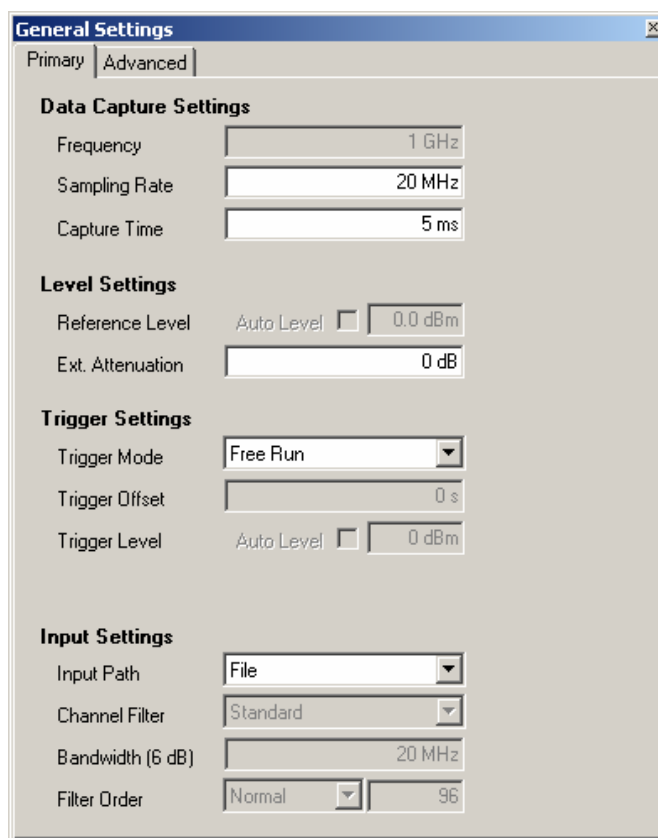 General Settings
Primary Advanced
Data Capture Settings
Frequency 1 GHz
Sampling Rate 20 MHz
Capture Time 5 ms
Level Settings
Reference Level Auto Level 0.0 dBm
Ext. Attenuation 0 dB
Trigger Settings
Trigger Mode Free Run
Trigger Offset 0 s
Trigger Level Auto Level 0 dBm
Input Settings
Input Path File
Channel Filter Standard
Bandwidth (6 dB) 20 MHz
Filter Order Normal 96